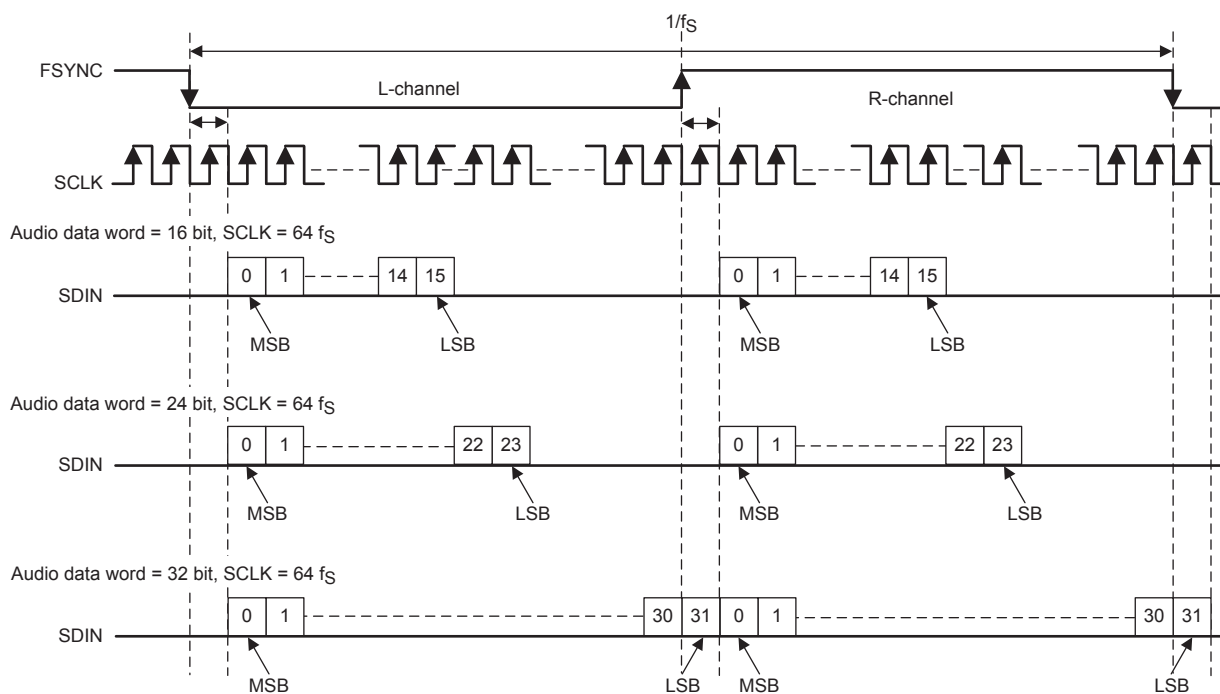 1/fS
FSYNC
L-channel
R-channel
SCLK
Audio data word = 16 bit, SCLK = 64 fS
SDIN 0 1 14 15 0 1 14 15
MSB LSB MSB LSB
Audio data word = 24 bit, SCLK = 64 fS
SDIN 0 1 22 23 0 1 22 23
MSB LSB MSB LSB
Audio data word = 32 bit, SCLK = 64 fS
SDIN 0 1 30 31 0 1 30 31
MSB LSB MSB LSB